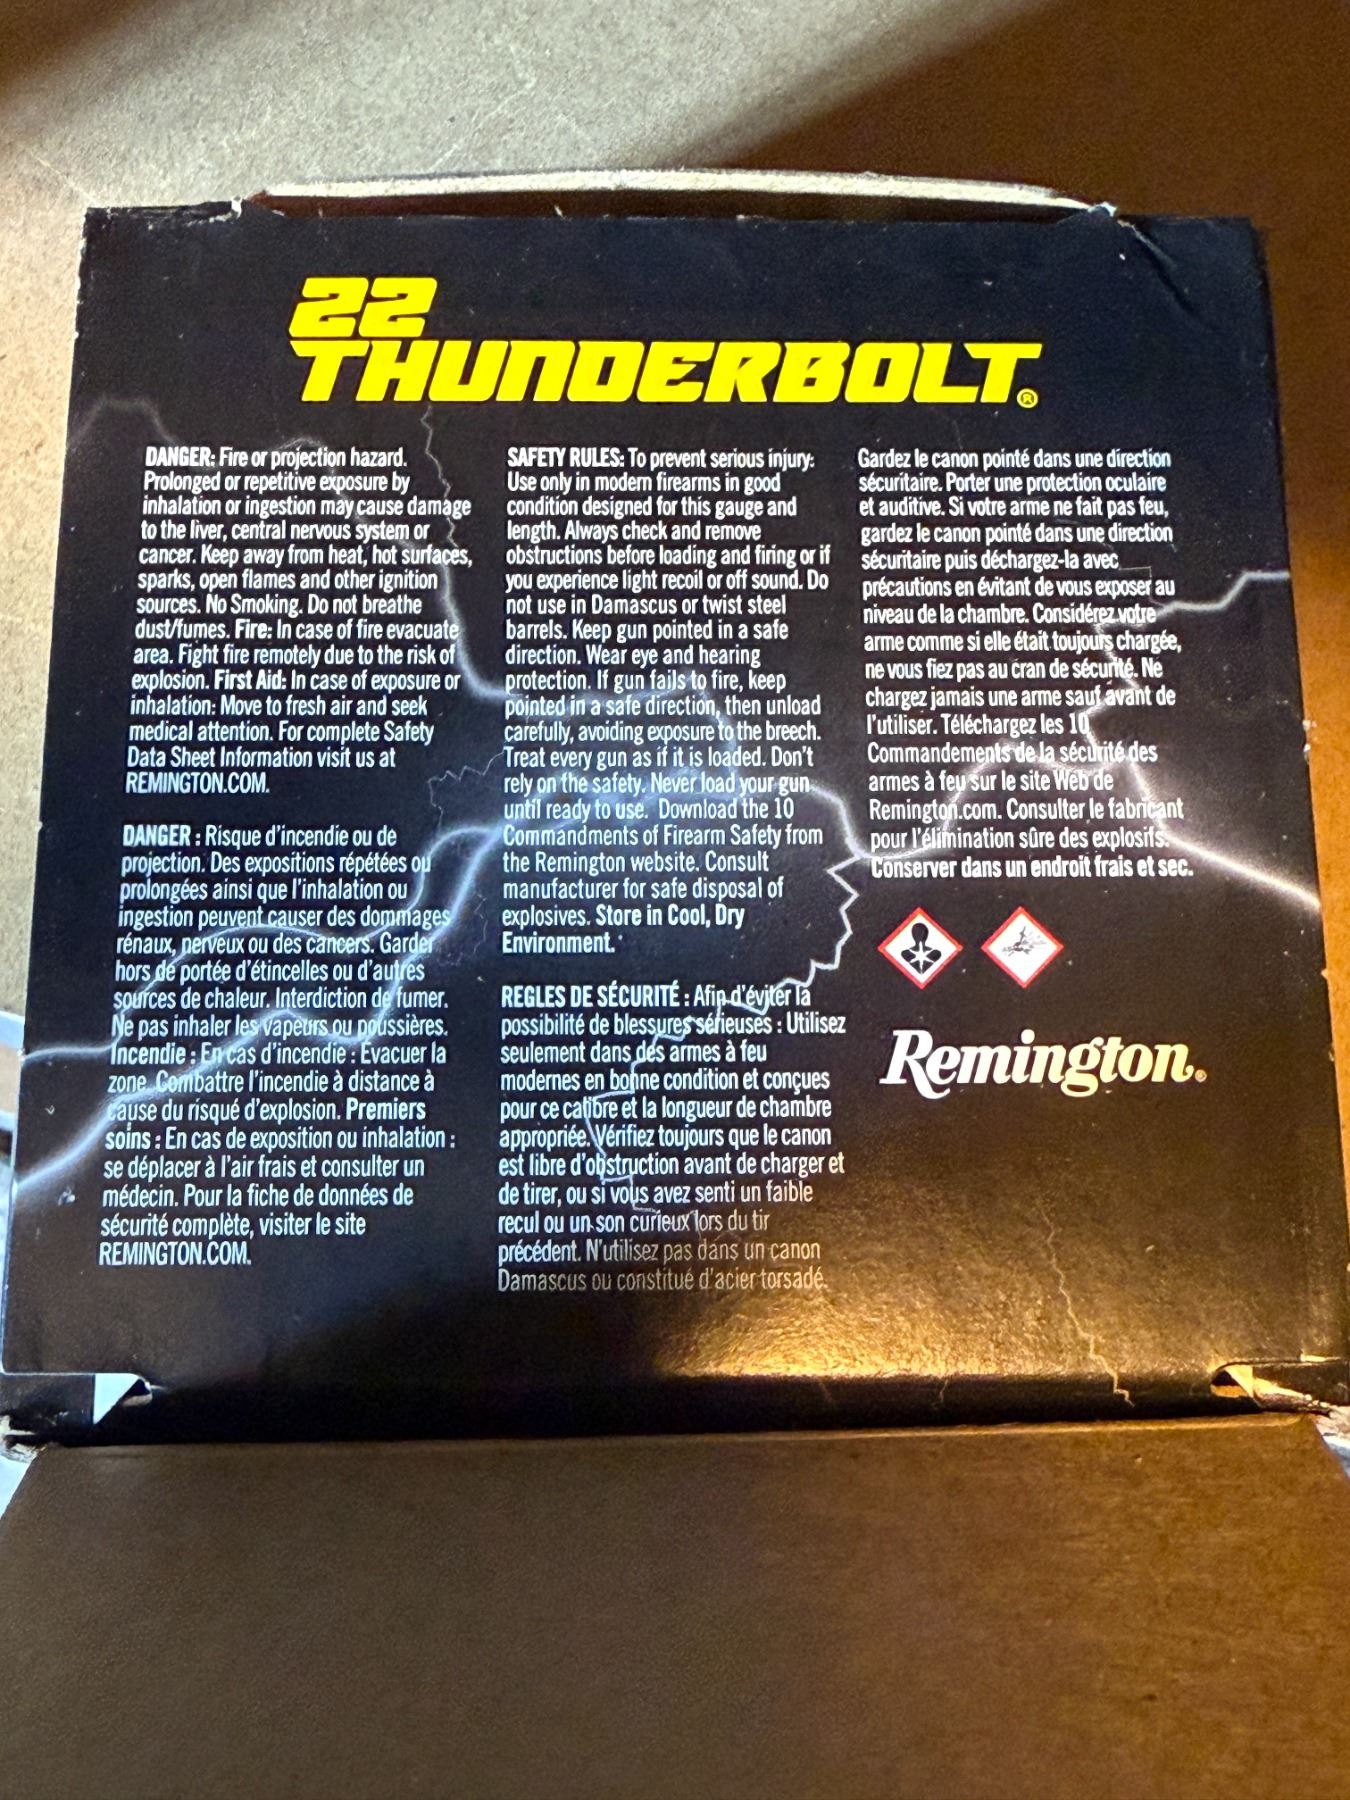 22
THUNDERBOLT®
DANGER: Fire or projection hazard.
Prolonged or repetitive exposure by
inhalation or ingestion may cause damage
to the liver, central nervous system or
cancer. Keep away from heat, hot surfaces,
sparks, open flames and other ignition
sources. No Smoking. Do not breathe
dust/fumes. Fire: In case of fire evacuate
area. Fight fire remotely due to the risk of
explosion. First Aid: In case of exposure or
inhalation: Move to fresh air and seek
medical attention. For complete Safety
Data Sheet Information visit us at
REMINGTON.COM.
DANGER : Risque d'incendie ou de
projection. Des expositions répétées ou
prolongées ainsi que l'inhalation ou
ingestion peuvent causer des dommages
rénaux, nerveux ou des cancers. Garder
hors de portée d'étincelles ou d'autres
sources de chaleur. Interdiction de fumer.
Ne pas inhaler les vapeurs ou poussières.
Incendie : En cas d'incendie : Évacuer la
zone. Combattre l'incendie à distance à
cause du risqué d'explosion. Premiers
soins : En cas de exposition ou inhalation :
se déplacer à l'air frais et consulter un
médecin. Pour la fiche de données de
sécurité complète, visiter le site
REMINGTON.COM.
SAFETY RULES: To prevent serious injury:
Use only in modern firearms in good
condition designed for this gauge and
length. Always check and remove
obstructions before loading and firing or if
you experience light recoil or off sound. Do
not use in Damascus or twist steel
barrels. Keep gun pointed in a safe
direction. Wear eye and hearing
protection. If gun fails to fire, keep
pointed in a safe direction, then unload
carefully, avoiding exposure to the breech.
Treat every gun as if it is loaded. Don't
rely on the safety. Never load your gun
until ready to use. Download the 10
Commandments of Firearm Safety from
the Remington website. Consult
manufacturer for safe disposal of
explosives. Store in Cool, Dry
Environment.
REGLES DE SÉCURITÉ : Afin d'éviter la
possibilité de blessures sérieuses : Utilisez
seulement dans des armes à feu
modernes en bonne condition et conçues
pour ce calibre et la longueur de chambre
appropriée. Vérifiez toujours que le canon
est libre d'obstruction avant de charger et
de tirer, ou si vous avez senti un faible
recul ou un son curieux lors du tir
précédent. N'utilisez pas dans un canon
Damascus ou constitué d'acier torsadé.
Gardez le canon pointé dans une direction
sécuritaire. Porter une protection oculaire
et auditive. Si votre arme ne fait pas feu,
gardez le canon pointé dans une direction
sécuritaire puis déchargez-la avec
précautions en évitant de vous exposer au
niveau de la chambre. Considérez votre
arme comme si elle était toujours chargée,
ne vous fiez pas au cran de sécurité. Ne
chargez jamais une arme sauf avant de
l'utiliser. Téléchargez les 10
Commandements de la sécurité des
armes à feu sur le site Web de
Remington.com. Consulter le fabricant
pour l'élimination sûre des explosifs.
Conserver dans un endroit frais et sec.
Remington.